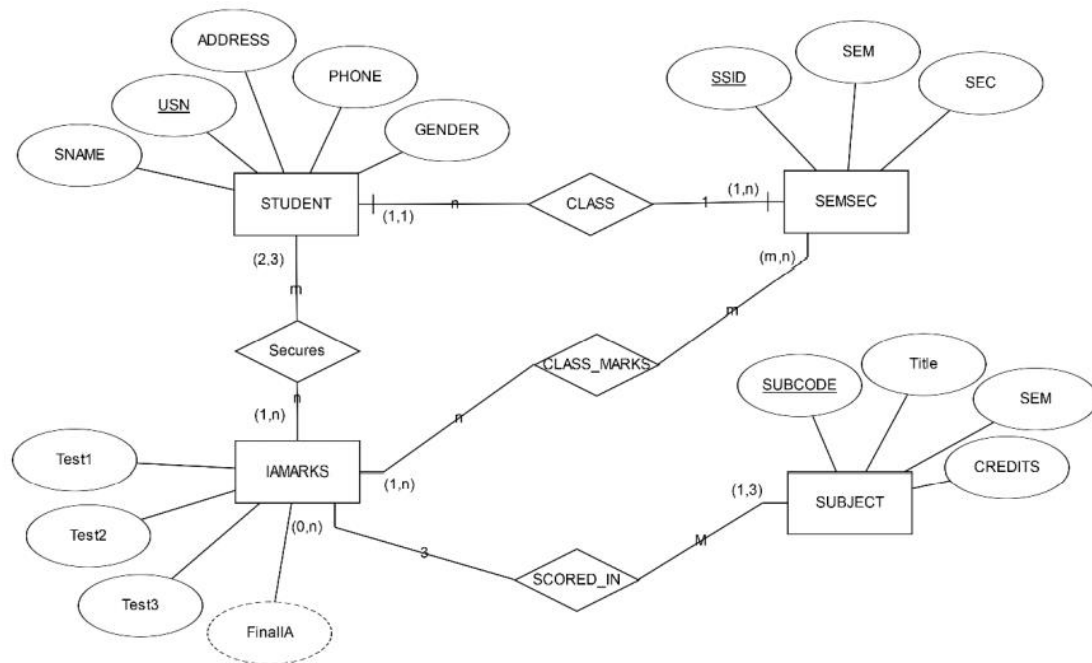 ADDRESS
PHONE
USN
GENDER
SNAME
STUDENT
SEM
SSID
SEC
(1,1)
n
CLASS
1
(1,n)
SEMSEC
(2,3)
m
Secures
n
(1,n)
(m,n)
m
CLASS_MARKS
n
(1,n)
Title
SUBCODE
SEM
CREDITS
Test1
IAMARKS
Test2
(0,n)
Test3
FinalIA
3
SCORED_IN
M
(1,3)
SUBJECT